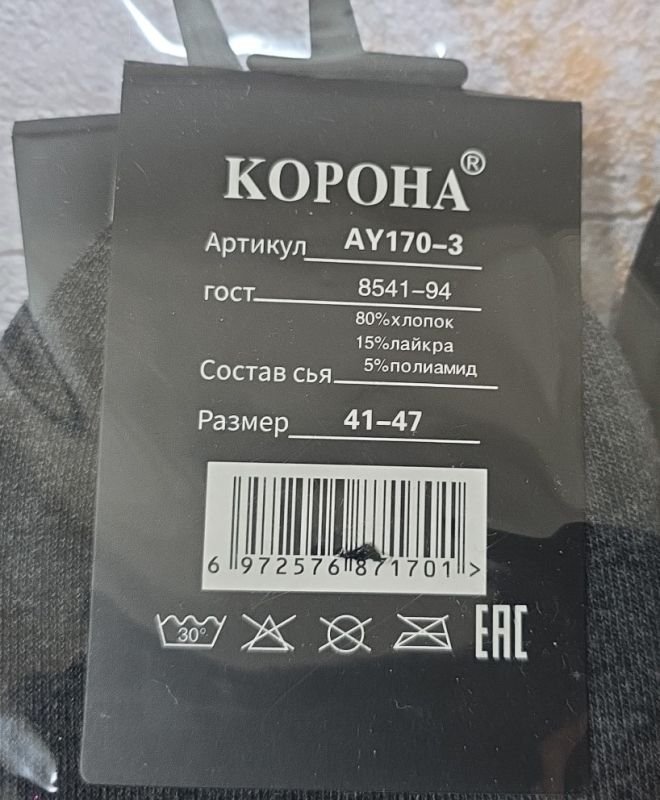 КОРОНА®
Артикул AY170-3
гост 8541-94
80%хлопок
15%лайкра
Состав сья 5%полиамид
Размер 41-47
6 972576 871701 >
30°
EAC